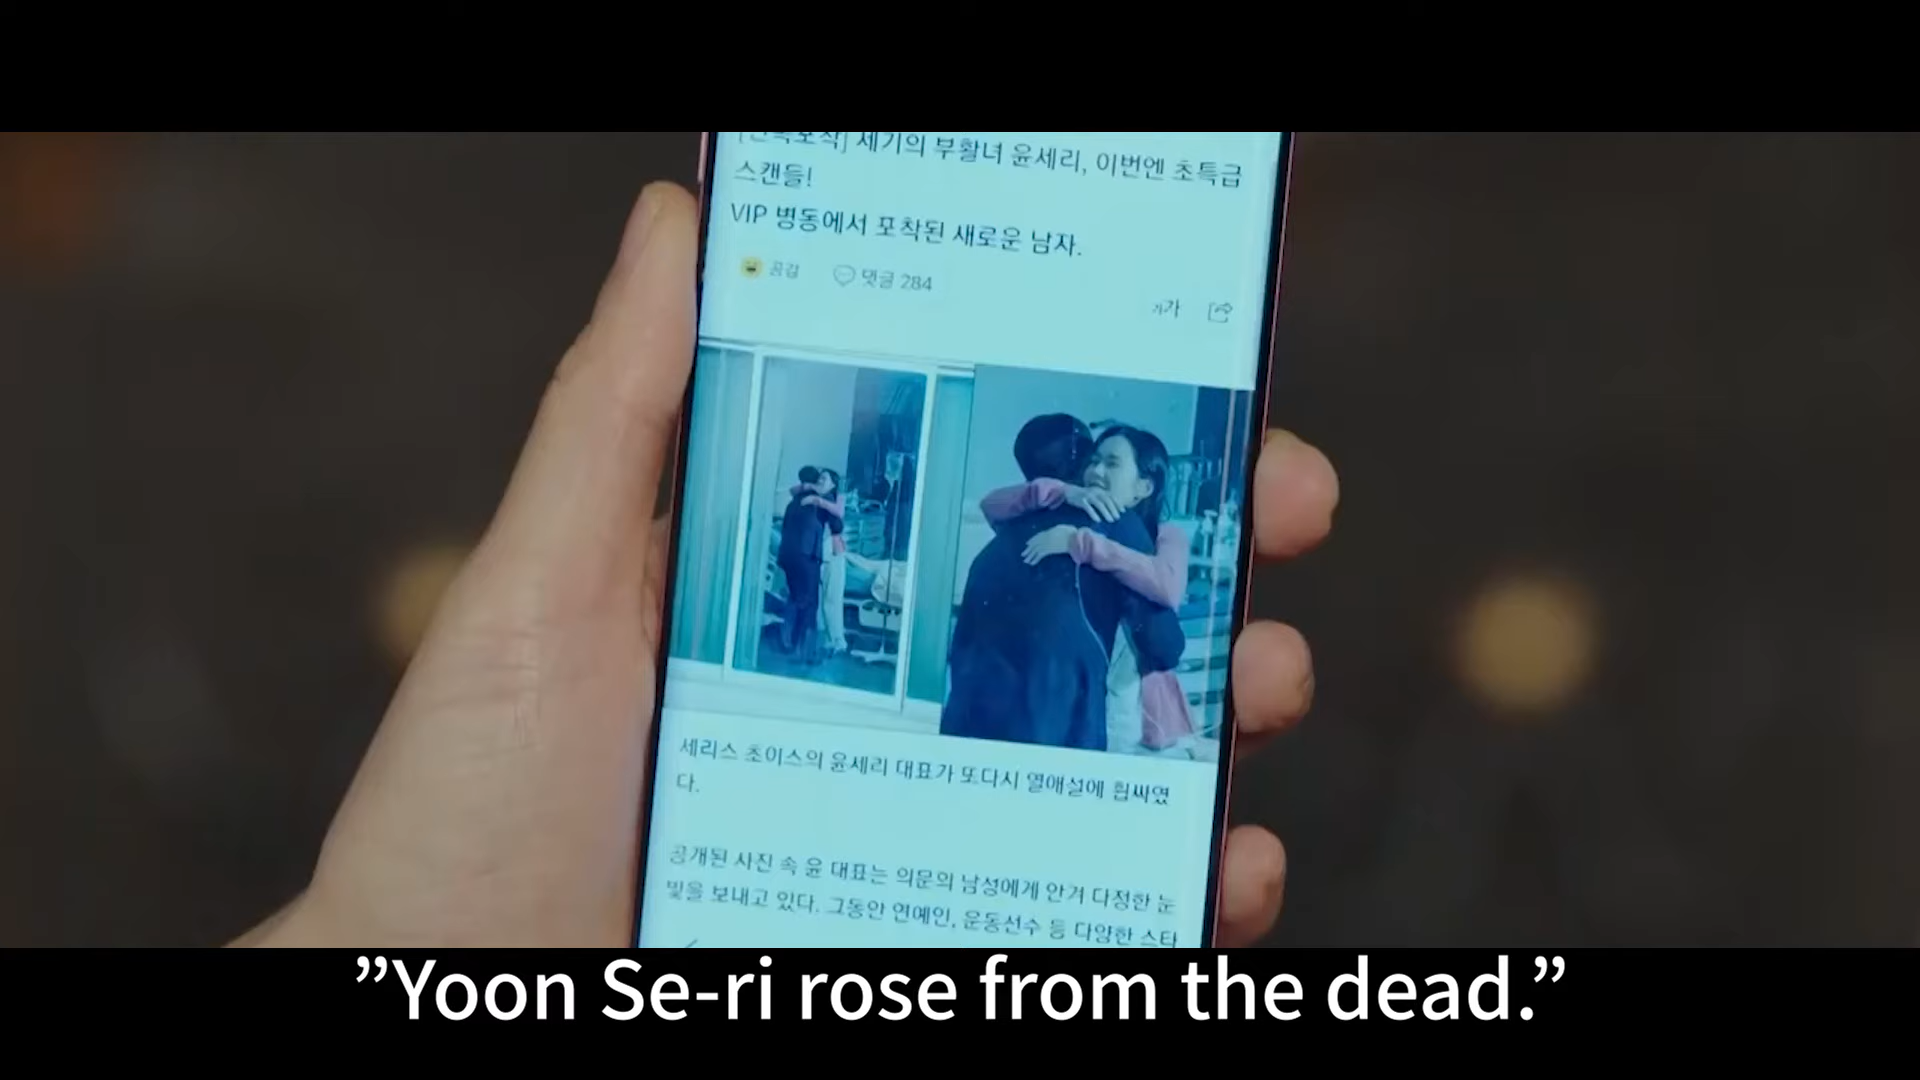 세기의 부활녀 윤세리, 이번엔 초특급
스캔들!
VIP 병동에서 포착된 새로운 남자.
공감 댓글 284
가가
세리스 초이스의 윤세리 대표가 또다시 열애설에 휩싸였
다.
공개된 사진 속 윤 대표는 의문의 남성에게 안겨 다정한 눈
빛을 보내고 있다. 그동안 연예인, 운동선수 등 다양한 스타
”Yoon Se-ri rose from the dead.”